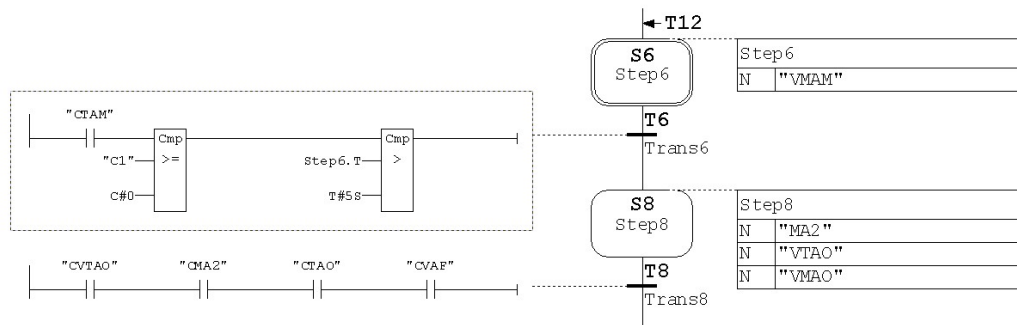 T12
S6
Step6
Step6
N "VMAM"
"CTAM"
Cmp
Cmp
"C1"
>=
Step6.T
>
C#0
T#5S
T6
Trans6
S8
Step8
Step8
N "MA2"
N "VTAO"
N "VMAO"
"CVTAO" "CMA2" "CTAO" "CVAF"
T8
Trans8